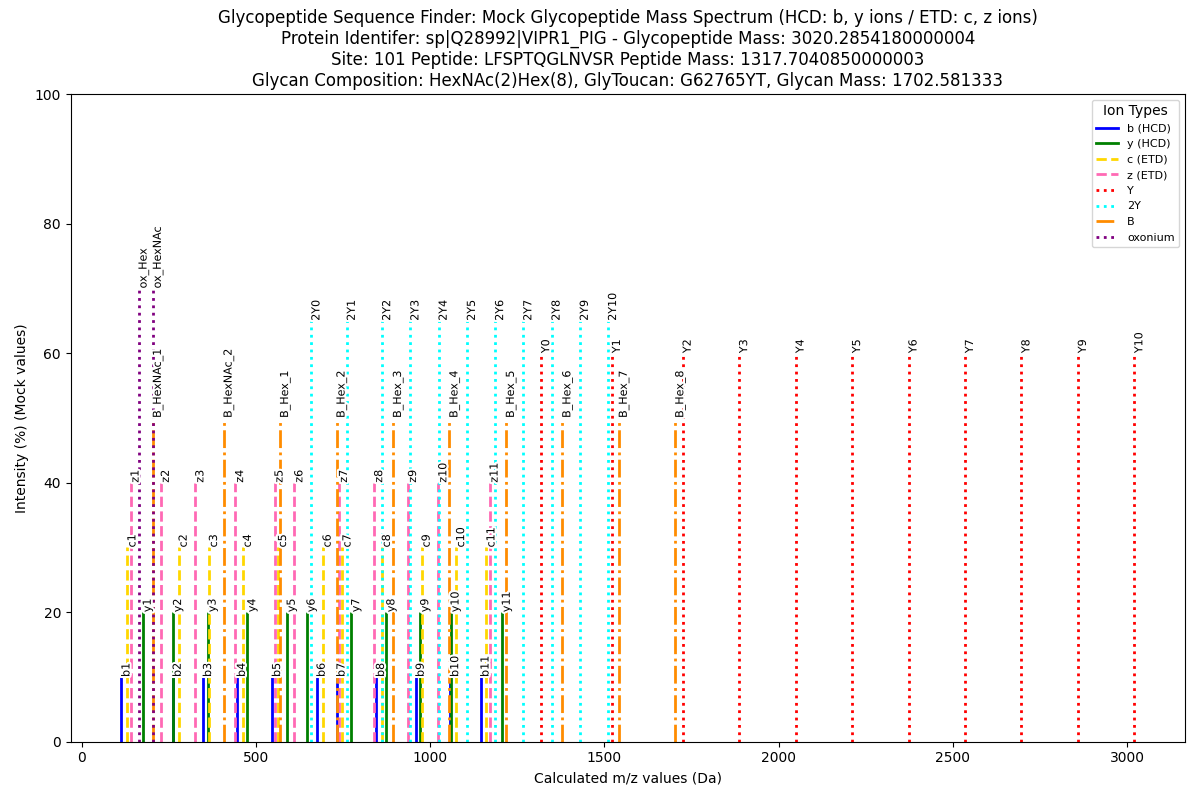 Glycopeptide Sequence Finder: Mock Glycopeptide Mass Spectrum (HCD: b, y ions / ETD: c, z ions)
Protein Identifer: sp|Q28992|VIPR1_PIG - Glycopeptide Mass: 3020.2854180000004
Site: 101 Peptide: LFSPTQGLNVSR Peptide Mass: 1317.7040850000003
Glycan Composition: HexNAc(2)Hex(8), GlyToucan: G62765YT, Glycan Mass: 1702.581333
Intensity (%) (Mock values)
100
80
60
40
20
0
Ion Types
b (HCD)
y (HCD)
c (ETD)
z (ETD)
Y
2Y
B
oxonium
ox_Hex
ox_HexNAc
2Y0
2Y1
2Y2
2Y3
2Y4
2Y5
2Y6
2Y7
2Y8
2Y9
2Y10
Y0
Y1
Y2
Y3
Y4
Y5
Y6
Y7
Y8
Y9
Y10
B_HexNAc_1
B_HexNAc_2
B_Hex_1
B_Hex_2
B_Hex_3
B_Hex_4
B_Hex_5
B_Hex_6
B_Hex_7
B_Hex_8
z1
z2
z3
z4
z5
z6
z7
z8
z9
z10
z11
c1
c2
c3
c4
c5
c6
c7
c8
c9
c10
c11
y1
y2
y3
y4
y5
y6
y7
y8
y9
y10
y11
b1
b2
b3
b4
b5
b6
b7
b8
b9
b10
b11
0
500
1000
1500
2000
2500
3000
Calculated m/z values (Da)